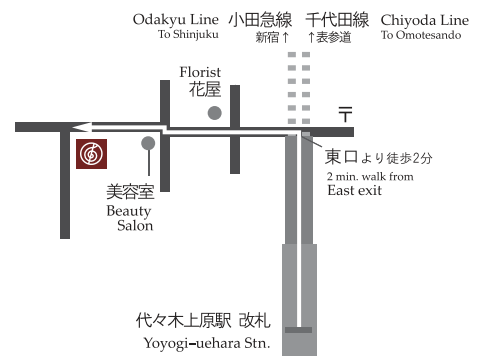 Odakyu Line 小田急線 千代田線 Chiyoda Line
To Shinjuku 新宿↑ ↑表参道 To Omotesando
Florist
花屋
〒
東口より徒歩2分
2 min. walk from
East exit
美容室
Beauty
Salon
代々木上原駅 改札
Yoyogi-uehara Stn.